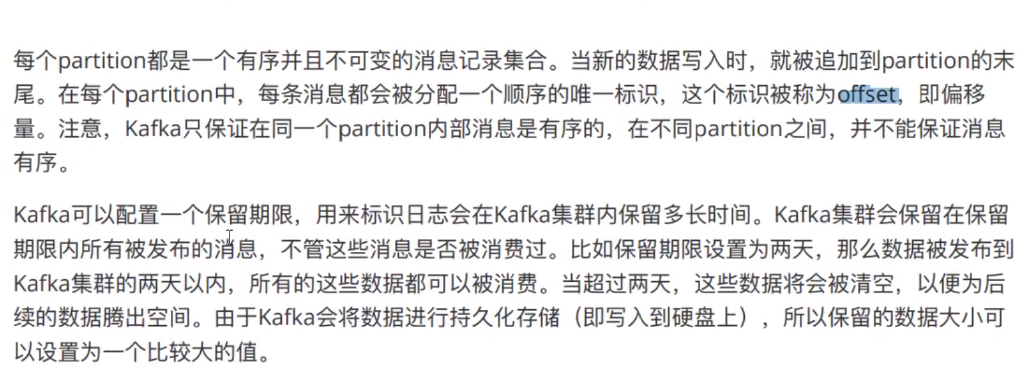 每个partition都是一个有序并且不可变的消息记录集合。当新的数据写入时，就被追加到partition的末
尾。在每个partition中，每条消息都会被分配一个顺序的唯一标识，这个标识被称为offset，即偏移
量。注意，Kafka只保证在同一个partition内部消息是有序的，在不同partition之间，并不能保证消息
有序。
Kafka可以配置一个保留期限，用来标识日志会在Kafka集群内保留多长时间。Kafka集群会保留在保留
期限内所有被发布的消息，不管这些消息是否被消费过。比如保留期限设置为两天，那么数据被发布到
Kafka集群的两天以内，所有的这些数据都可以被消费。当超过两天，这些数据将会被清空，以便为后
续的数据腾出空间。由于Kafka会将数据进行持久化存储（即写入到硬盘上），所以保留的数据大小可
以设置为一个比较大的值。